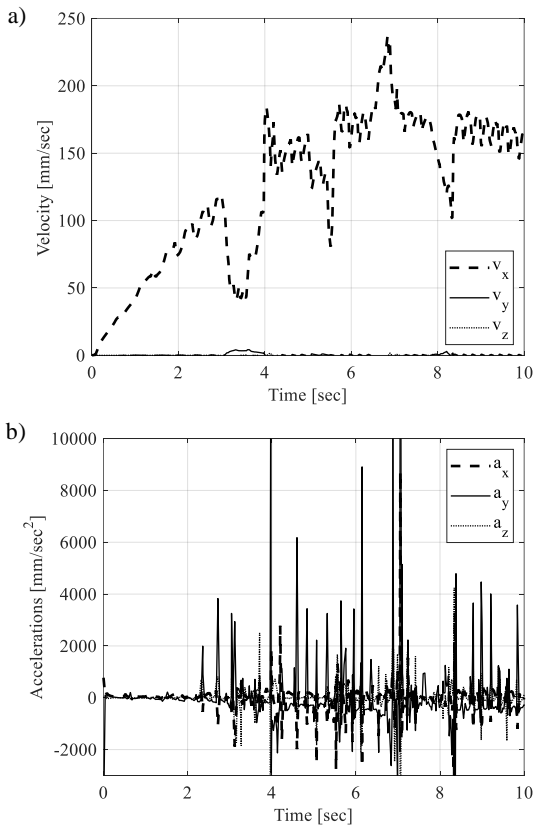 a)
250
200
150
100
50
0
Velocity [mm/sec]
v_x
v_y
v_z
0 2 4 6 8 10
Time [sec]
b)
10000
8000
6000
4000
2000
0
-2000
Accelerations [mm/sec^2]
a_x
a_y
a_z
0 2 4 6 8 10
Time [sec]